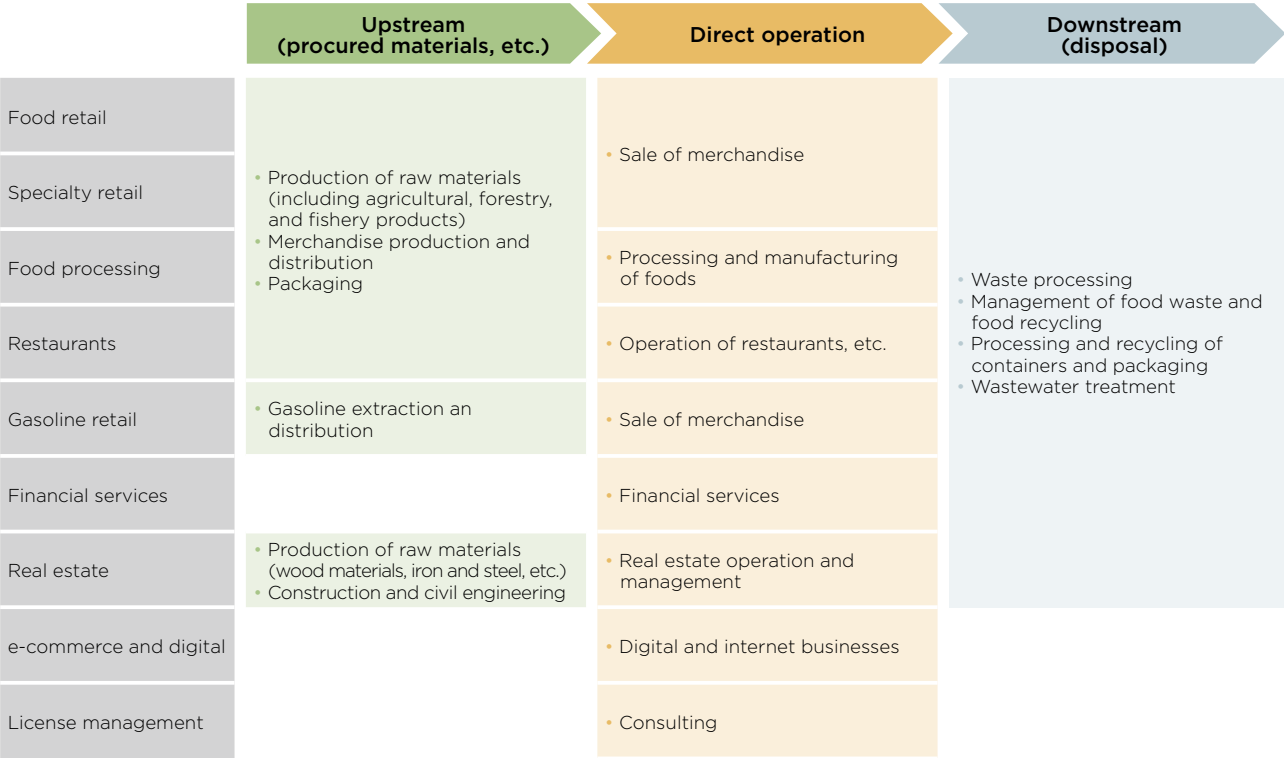 Upstream
(procured materials, etc.)
Direct operation
Downstream
(disposal)
Food retail
Specialty retail
Food processing
Restaurants
Gasoline retail
Financial services
Real estate
e-commerce and digital
License management
• Production of raw materials
(including agricultural, forestry,
and fishery products)
• Merchandise production and
distribution
• Packaging
• Gasoline extraction an
distribution
• Production of raw materials
(wood materials, iron and steel, etc.)
• Construction and civil engineering
• Sale of merchandise
• Processing and manufacturing
of foods
• Operation of restaurants, etc.
• Sale of merchandise
• Financial services
• Real estate operation and
management
• Digital and internet businesses
• Consulting
• Waste processing
• Management of food waste and
food recycling
• Processing and recycling of
containers and packaging
• Wastewater treatment